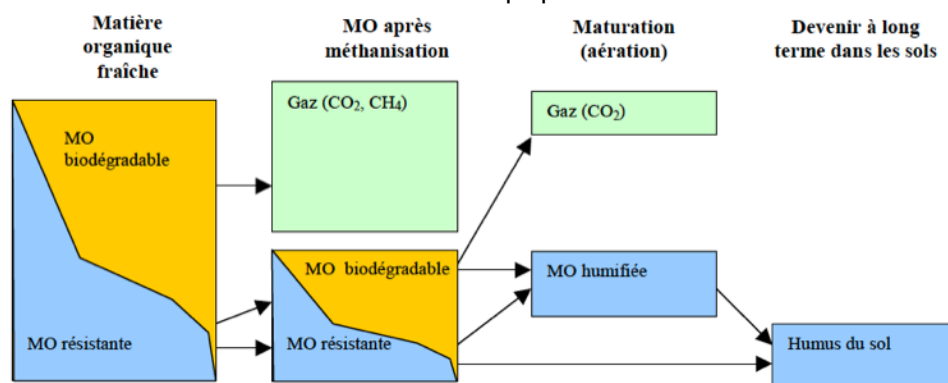 Matière
organique
fraîche
MO après
méthanisation
Maturation
(aération)
Devenir à long
terme dans les sols
MO
biodégradable
MO résistante
Gaz (CO₂, CH₄)
MO biodégradable
MO résistante
Gaz (CO₂)
MO humifiée
Humus du sol